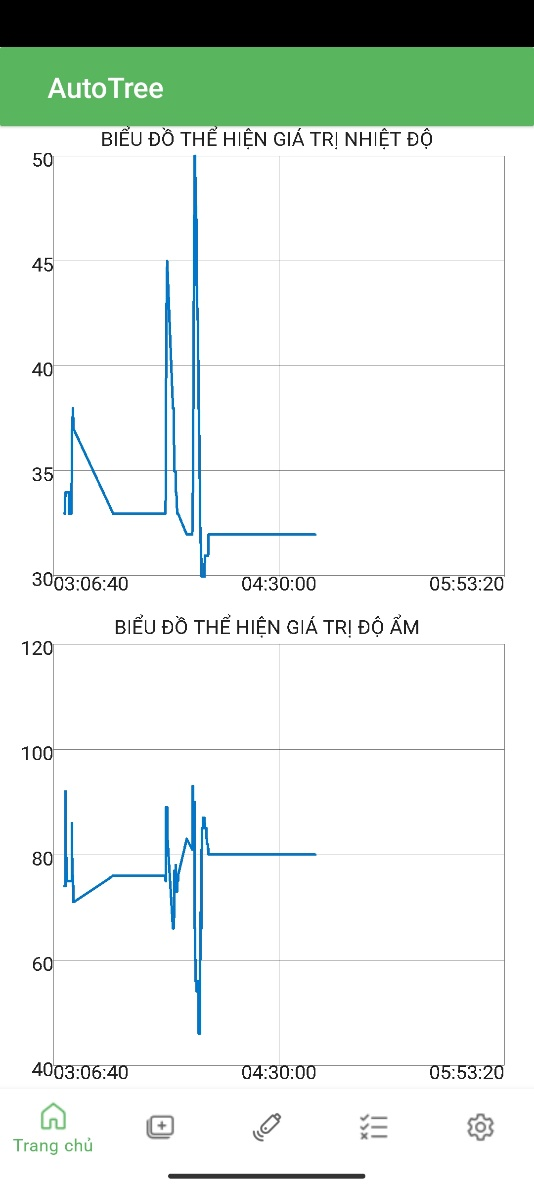 AutoTree
BIỂU ĐỒ THỂ HIỆN GIÁ TRỊ NHIỆT ĐỘ
50
45
40
35
30
03:06:40 04:30:00 05:53:20
BIỂU ĐỒ THỂ HIỆN GIÁ TRỊ ĐỘ ẨM
120
100
80
60
40
03:06:40 04:30:00 05:53:20
Trang chủ